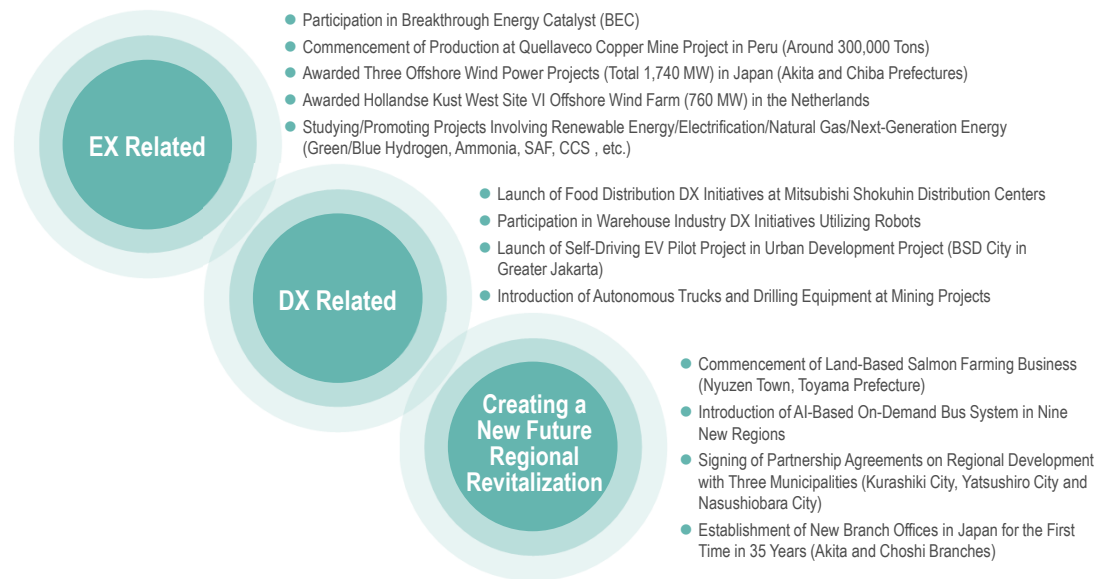 EX Related
● Participation in Breakthrough Energy Catalyst (BEC)
● Commencement of Production at Quellaveco Copper Mine Project in Peru (Around 300,000 Tons)
● Awarded Three Offshore Wind Power Projects (Total 1,740 MW) in Japan (Akita and Chiba Prefectures)
● Awarded Hollandse Kust West Site VI Offshore Wind Farm (760 MW) in the Netherlands
● Studying/Promoting Projects Involving Renewable Energy/Electrification/Natural Gas/Next-Generation Energy
(Green/Blue Hydrogen, Ammonia, SAF, CCS , etc.)
DX Related
● Launch of Food Distribution DX Initiatives at Mitsubishi Shokuhin Distribution Centers
● Participation in Warehouse Industry DX Initiatives Utilizing Robots
● Launch of Self-Driving EV Pilot Project in Urban Development Project (BSD City in
Greater Jakarta)
● Introduction of Autonomous Trucks and Drilling Equipment at Mining Projects
Creating a
New Future
Regional
Revitalization
● Commencement of Land-Based Salmon Farming Business
(Nyuzen Town, Toyama Prefecture)
● Introduction of AI-Based On-Demand Bus System in Nine
New Regions
● Signing of Partnership Agreements on Regional Development
with Three Municipalities (Kurashiki City, Yatsushiro City and
Nasushiobara City)
● Establishment of New Branch Offices in Japan for the First
Time in 35 Years (Akita and Choshi Branches)